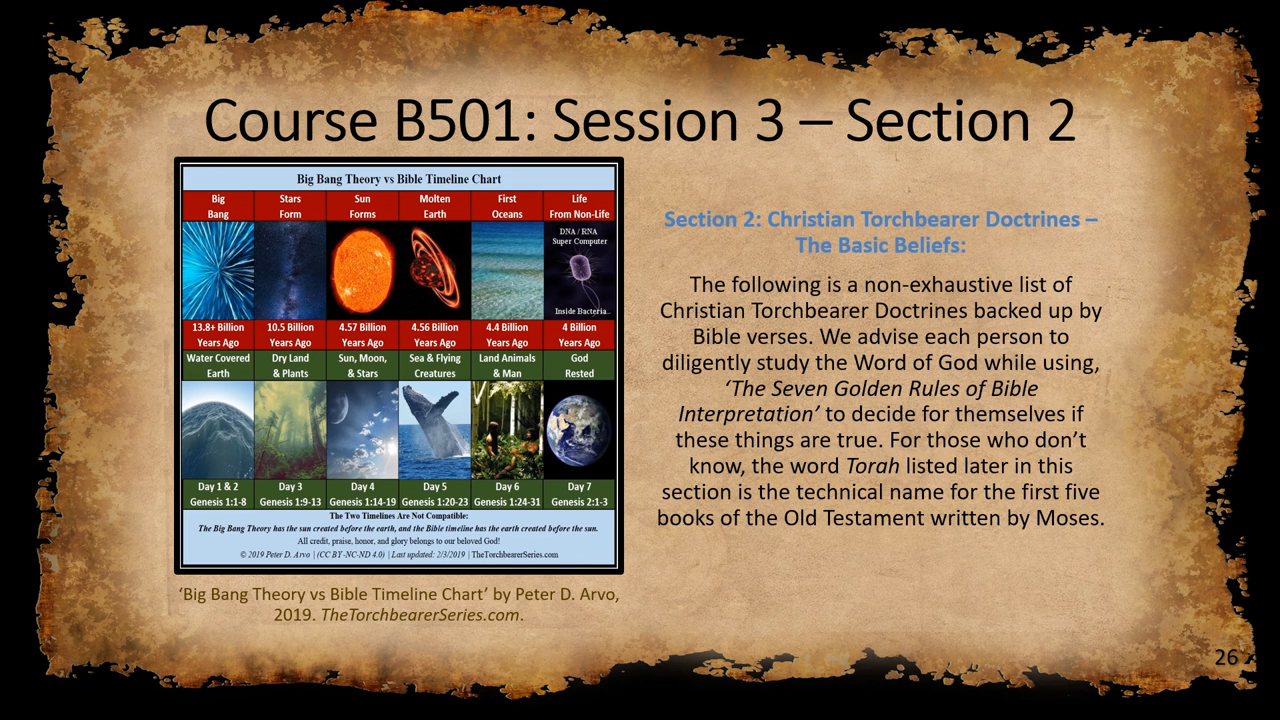 Course B501: Session 3 – Section 2
Big Bang Theory vs Bible Timeline Chart
Big Bang
Stars Form
Sun Forms
Molten Earth
First Oceans
Life From Non-Life
DNA / RNA
Super Computer
Inside Bacteria..
13.8+ Billion Years Ago
10.5 Billion Years Ago
4.57 Billion Years Ago
4.56 Billion Years Ago
4.4 Billion Years Ago
4 Billion Years Ago
Water Covered Earth
Dry Land & Plants
Sun, Moon, & Stars
Sea & Flying Creatures
Land Animals & Man
God Rested
Day 1 & 2 Genesis 1:1-8
Day 3 Genesis 1:9-13
Day 4 Genesis 1:14-19
Day 5 Genesis 1:20-23
Day 6 Genesis 1:24-31
Day 7 Genesis 2:1-3
The Two Timelines Are Not Compatible:
The Big Bang Theory has the sun created before the earth, and the Bible timeline has the earth created before the sun.
All credit, praise, honor, and glory belongs to our beloved God!
© 2019 Peter D. Arvo | (CC BY-NC-ND 4.0) | Last updated: 2/3/2019 | TheTorchbearerSeries.com
‘Big Bang Theory vs Bible Timeline Chart’ by Peter D. Arvo,
2019. TheTorchbearerSeries.com.
Section 2: Christian Torchbearer Doctrines –
The Basic Beliefs:
The following is a non-exhaustive list of
Christian Torchbearer Doctrines backed up by
Bible verses. We advise each person to
diligently study the Word of God while using,
‘The Seven Golden Rules of Bible
Interpretation’ to decide for themselves if
these things are true. For those who don’t
know, the word Torah listed later in this
section is the technical name for the first five
books of the Old Testament written by Moses.
26